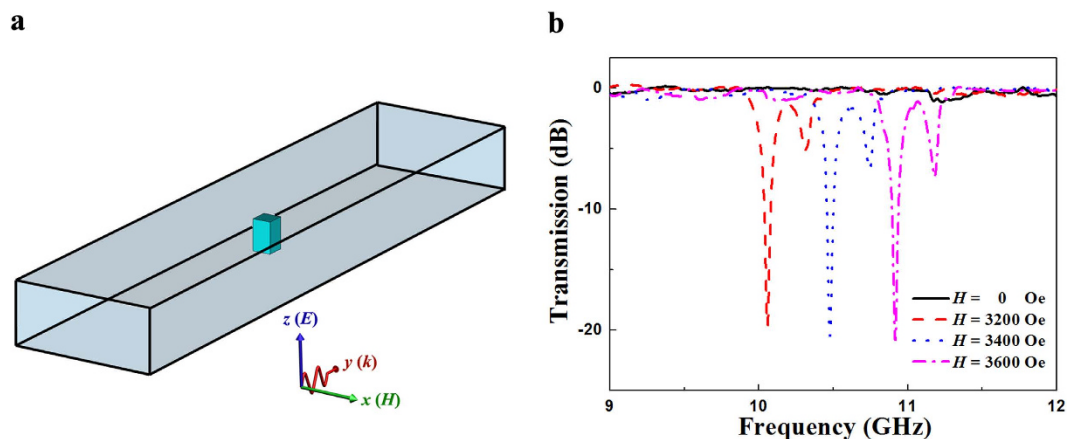 a
z (E)
y (k)
x (H)
b
Transmission (dB)
0
-10
-20
H = 0 Oe
H = 3200 Oe
H = 3400 Oe
H = 3600 Oe
9
10
11
12
Frequency (GHz)